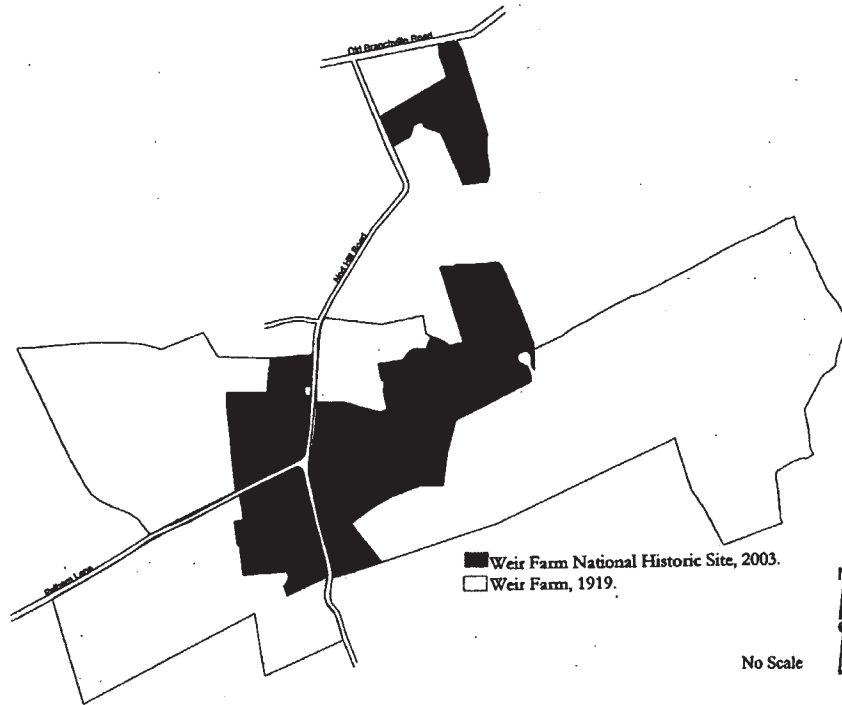 Old Branchville Road
Nod Hill Road
Pelham Lane
Weir Farm National Historic Site, 2003.
Weir Farm, 1919.
No Scale